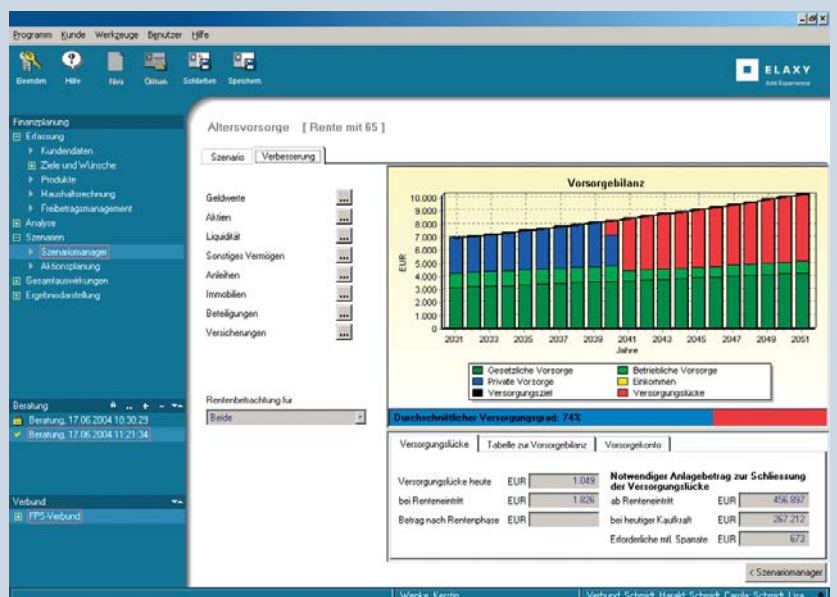 Programm Kunde Werkzeuge Benutzer Hilfe
Beenden Hilfe Neu Öffnen Schließen Speichern
ELAXY
Add Experience
Finanzplanung
Erfassung
Kundendaten
Ziele und Wünsche
Produkte
Haushaltsrechnung
Freibetragsmanagement
Analyse
Szenarien
Szenariomanager
Aktionsplanung
Gesamtauswirkungen
Ergebnisdarstellung
Beratung
Beratung, 17.06.2004 10:30:29
Beratung, 17.06.2004 11:21:34
Verbund
FPS-Verbund
Altersvorsorge [ Rente mit 65 ]
Szenario Verbesserung
Geldwerte ...
Aktien ...
Liquidität ...
Sonstiges Vermögen ...
Anleihen ...
Immobilien ...
Beteiligungen ...
Versicherungen ...
Rentenbetrachtung für
Beide
Vorsorgebilanz
EUR
10.000
9.000
8.000
7.000
6.000
5.000
4.000
3.000
2.000
1.000
0
2031 2033 2035 2037 2039 2041 2043 2045 2047 2049 2051
Jahre
Gesetzliche Vorsorge Betriebliche Vorsorge
Private Vorsorge Einkommen
Versorgungsziel Versorgungslücke
Durchschnittlicher Versorgungsgrad: 74%
Versorgungslücke Tabelle zur Vorsorgebilanz Vorsorgekonto
Versorgungslücke heute EUR 1.049
bei Renteneintritt EUR 1.826
Betrag nach Rentenphase EUR
Notwendiger Anlagebetrag zur Schliessung
der Versorgungslücke
ab Renteneintritt EUR 456.897
bei heutiger Kaufkraft EUR 267.212
Erforderliche mtl. Sparrate EUR 673
< Szenariomanager
Wenke, Kerstin
Verbund: Schmidt, Harald; Schmidt, Carola; Schmidt, Lisa